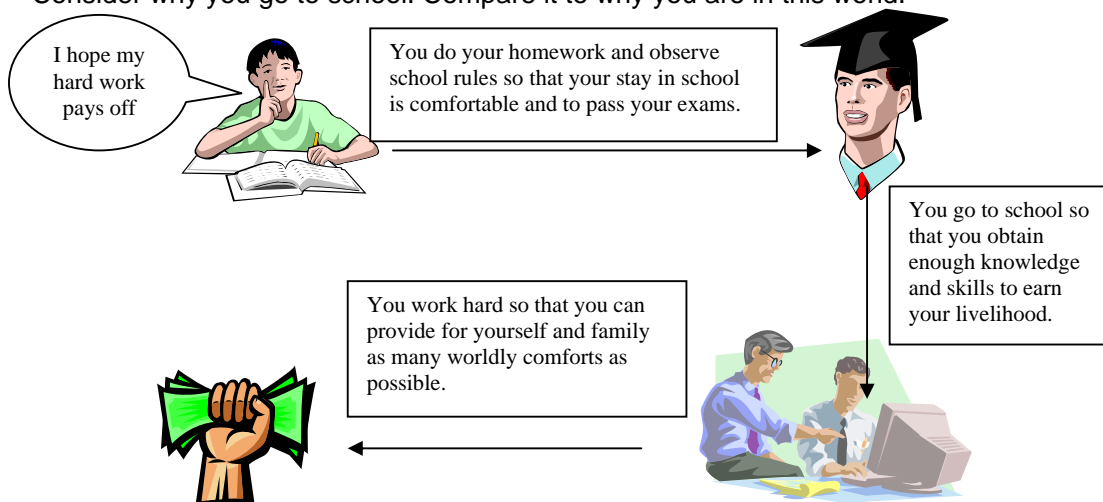 Consider why you go to school. Compare it to why you are in this world.
I hope my
hard work
pays off
You do your homework and observe
school rules so that your stay in school
is comfortable and to pass your exams.
You go to school so
that you obtain
enough knowledge
and skills to earn
your livelihood.
You work hard so that you can
provide for yourself and family
as many worldly comforts as
possible.